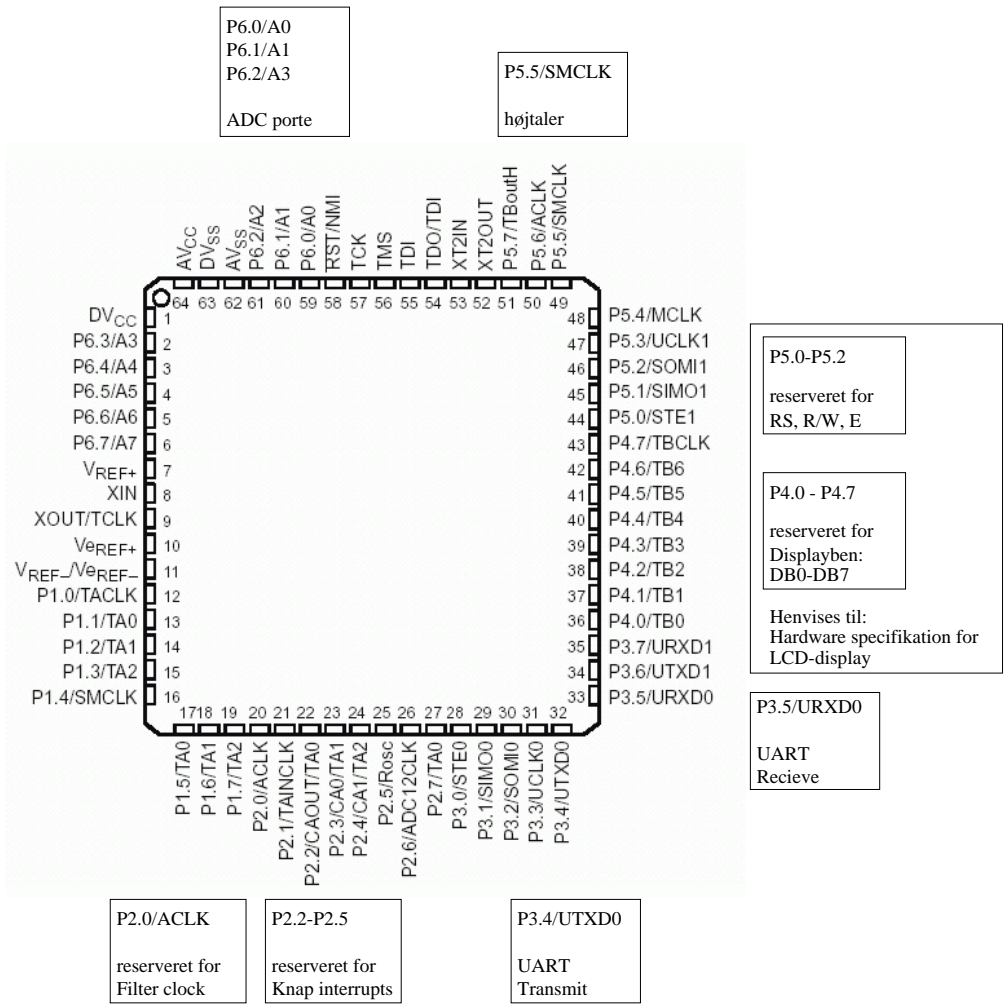 P6.0/A0
P6.1/A1
P6.2/A3
ADC porte
P5.5/SMCLK
højtaler
AVCC
DVSS
AVSS
P6.2/A2
P6.1/A1
P6.0/A0
RST/NMI
TCK
TMS
TDI
TDO/TDI
XT2IN
XT2OUT
P5.7/TBoutH
P5.6/ACLK
P5.5/SMCLK
64 63 62 61 60 59 58 57 56 55 54 53 52 51 50 49
DVCC 1
P6.3/A3 2
P6.4/A4 3
P6.5/A5 4
P6.6/A6 5
P6.7/A7 6
VREF+ 7
XIN 8
XOUT/TCLK 9
VeREF+ 10
VREF–/VeREF– 11
P1.0/TACLK 12
P1.1/TA0 13
P1.2/TA1 14
P1.3/TA2 15
P1.4/SMCLK 16
48 P5.4/MCLK
47 P5.3/UCLK1
46 P5.2/SOMI1
45 P5.1/SIMO1
44 P5.0/STE1
43 P4.7/TBCLK
42 P4.6/TB6
41 P4.5/TB5
40 P4.4/TB4
39 P4.3/TB3
38 P4.2/TB2
37 P4.1/TB1
36 P4.0/TB0
35 P3.7/URXD1
34 P3.6/UTXD1
33 P3.5/URXD0
17 18 19 20 21 22 23 24 25 26 27 28 29 30 31 32
P1.5/TA0
P1.6/TA1
P1.7/TA2
P2.0/ACLK
P2.1/TAINCLK
P2.2/CAOUT/TA0
P2.3/CA0/TA1
P2.4/CA1/TA2
P2.5/Rosc
P2.6/ADC12CLK
P2.7/TA0
P3.0/STE0
P3.1/SIMO0
P3.2/SOMI0
P3.3/UCLK0
P3.4/UTXD0
P5.0-P5.2
reserveret for
RS, R/W, E
P4.0 - P4.7
reserveret for
Displayben:
DB0-DB7
Henvises til:
Hardware specifikation for
LCD-display
P3.5/URXD0
UART
Recieve
P2.0/ACLK
reserveret for
Filter clock
P2.2-P2.5
reserveret for
Knap interrupts
P3.4/UTXD0
UART
Transmit